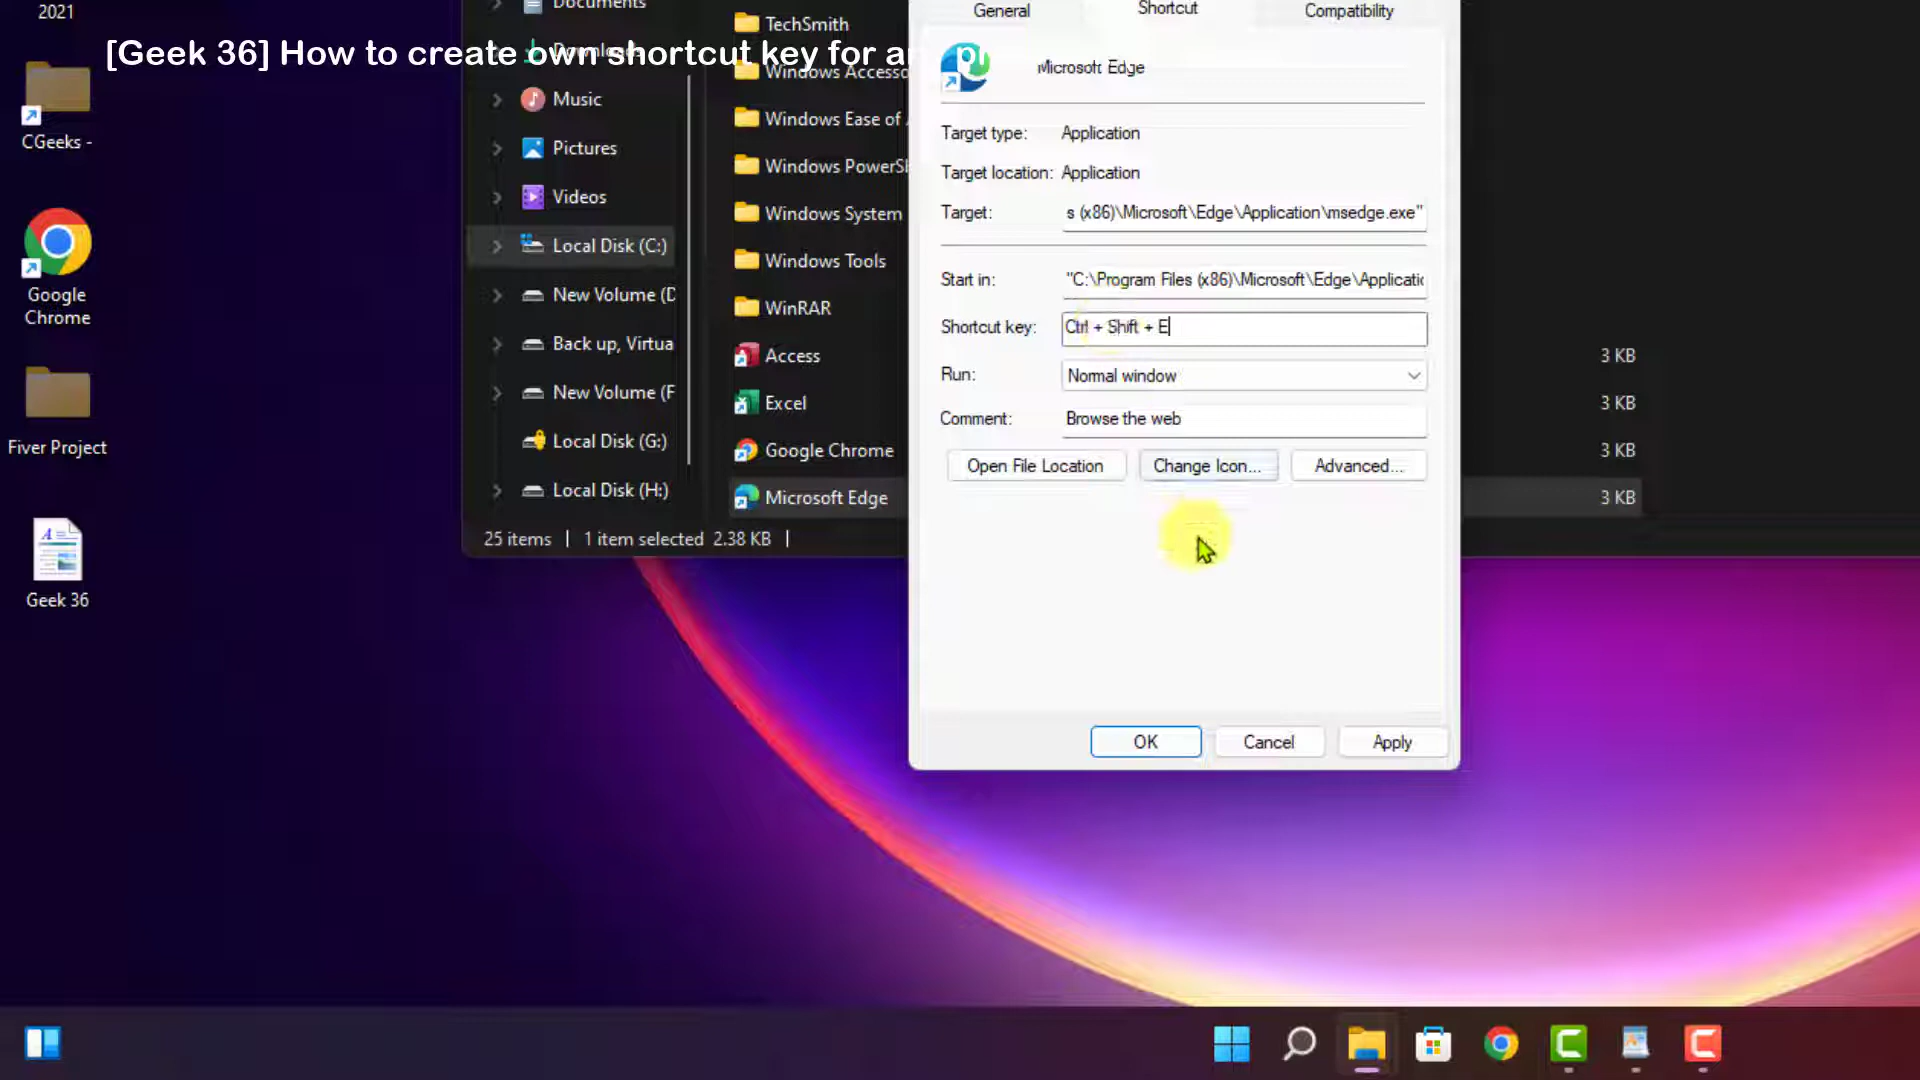 2021
[Geek 36] How to create own shortcut key for an
CGeeks -
Google
Chrome
Fiver Project
Geek 36
Documents
Downloads
Music
Pictures
Videos
Local Disk (C:)
New Volume (D
Back up, Virtua
New Volume (F
Local Disk (G:)
Local Disk (H:)
TechSmith
Windows Accesso
Windows Ease of
Windows PowerSh
Windows System
Windows Tools
WinRAR
Access 3 KB
Excel 3 KB
Google Chrome 3 KB
Microsoft Edge 3 KB
25 items | 1 item selected 2.38 KB |
General Shortcut Compatibility
Microsoft Edge
Target type: Application
Target location: Application
Target: s (x86)\Microsoft\Edge\Application\msedge.exe"
Start in: "C:\Program Files (x86)\Microsoft\Edge\Applicatic
Shortcut key: Ctrl + Shift + E
Run: Normal window
Comment: Browse the web
Open File Location Change Icon... Advanced...
OK Cancel Apply